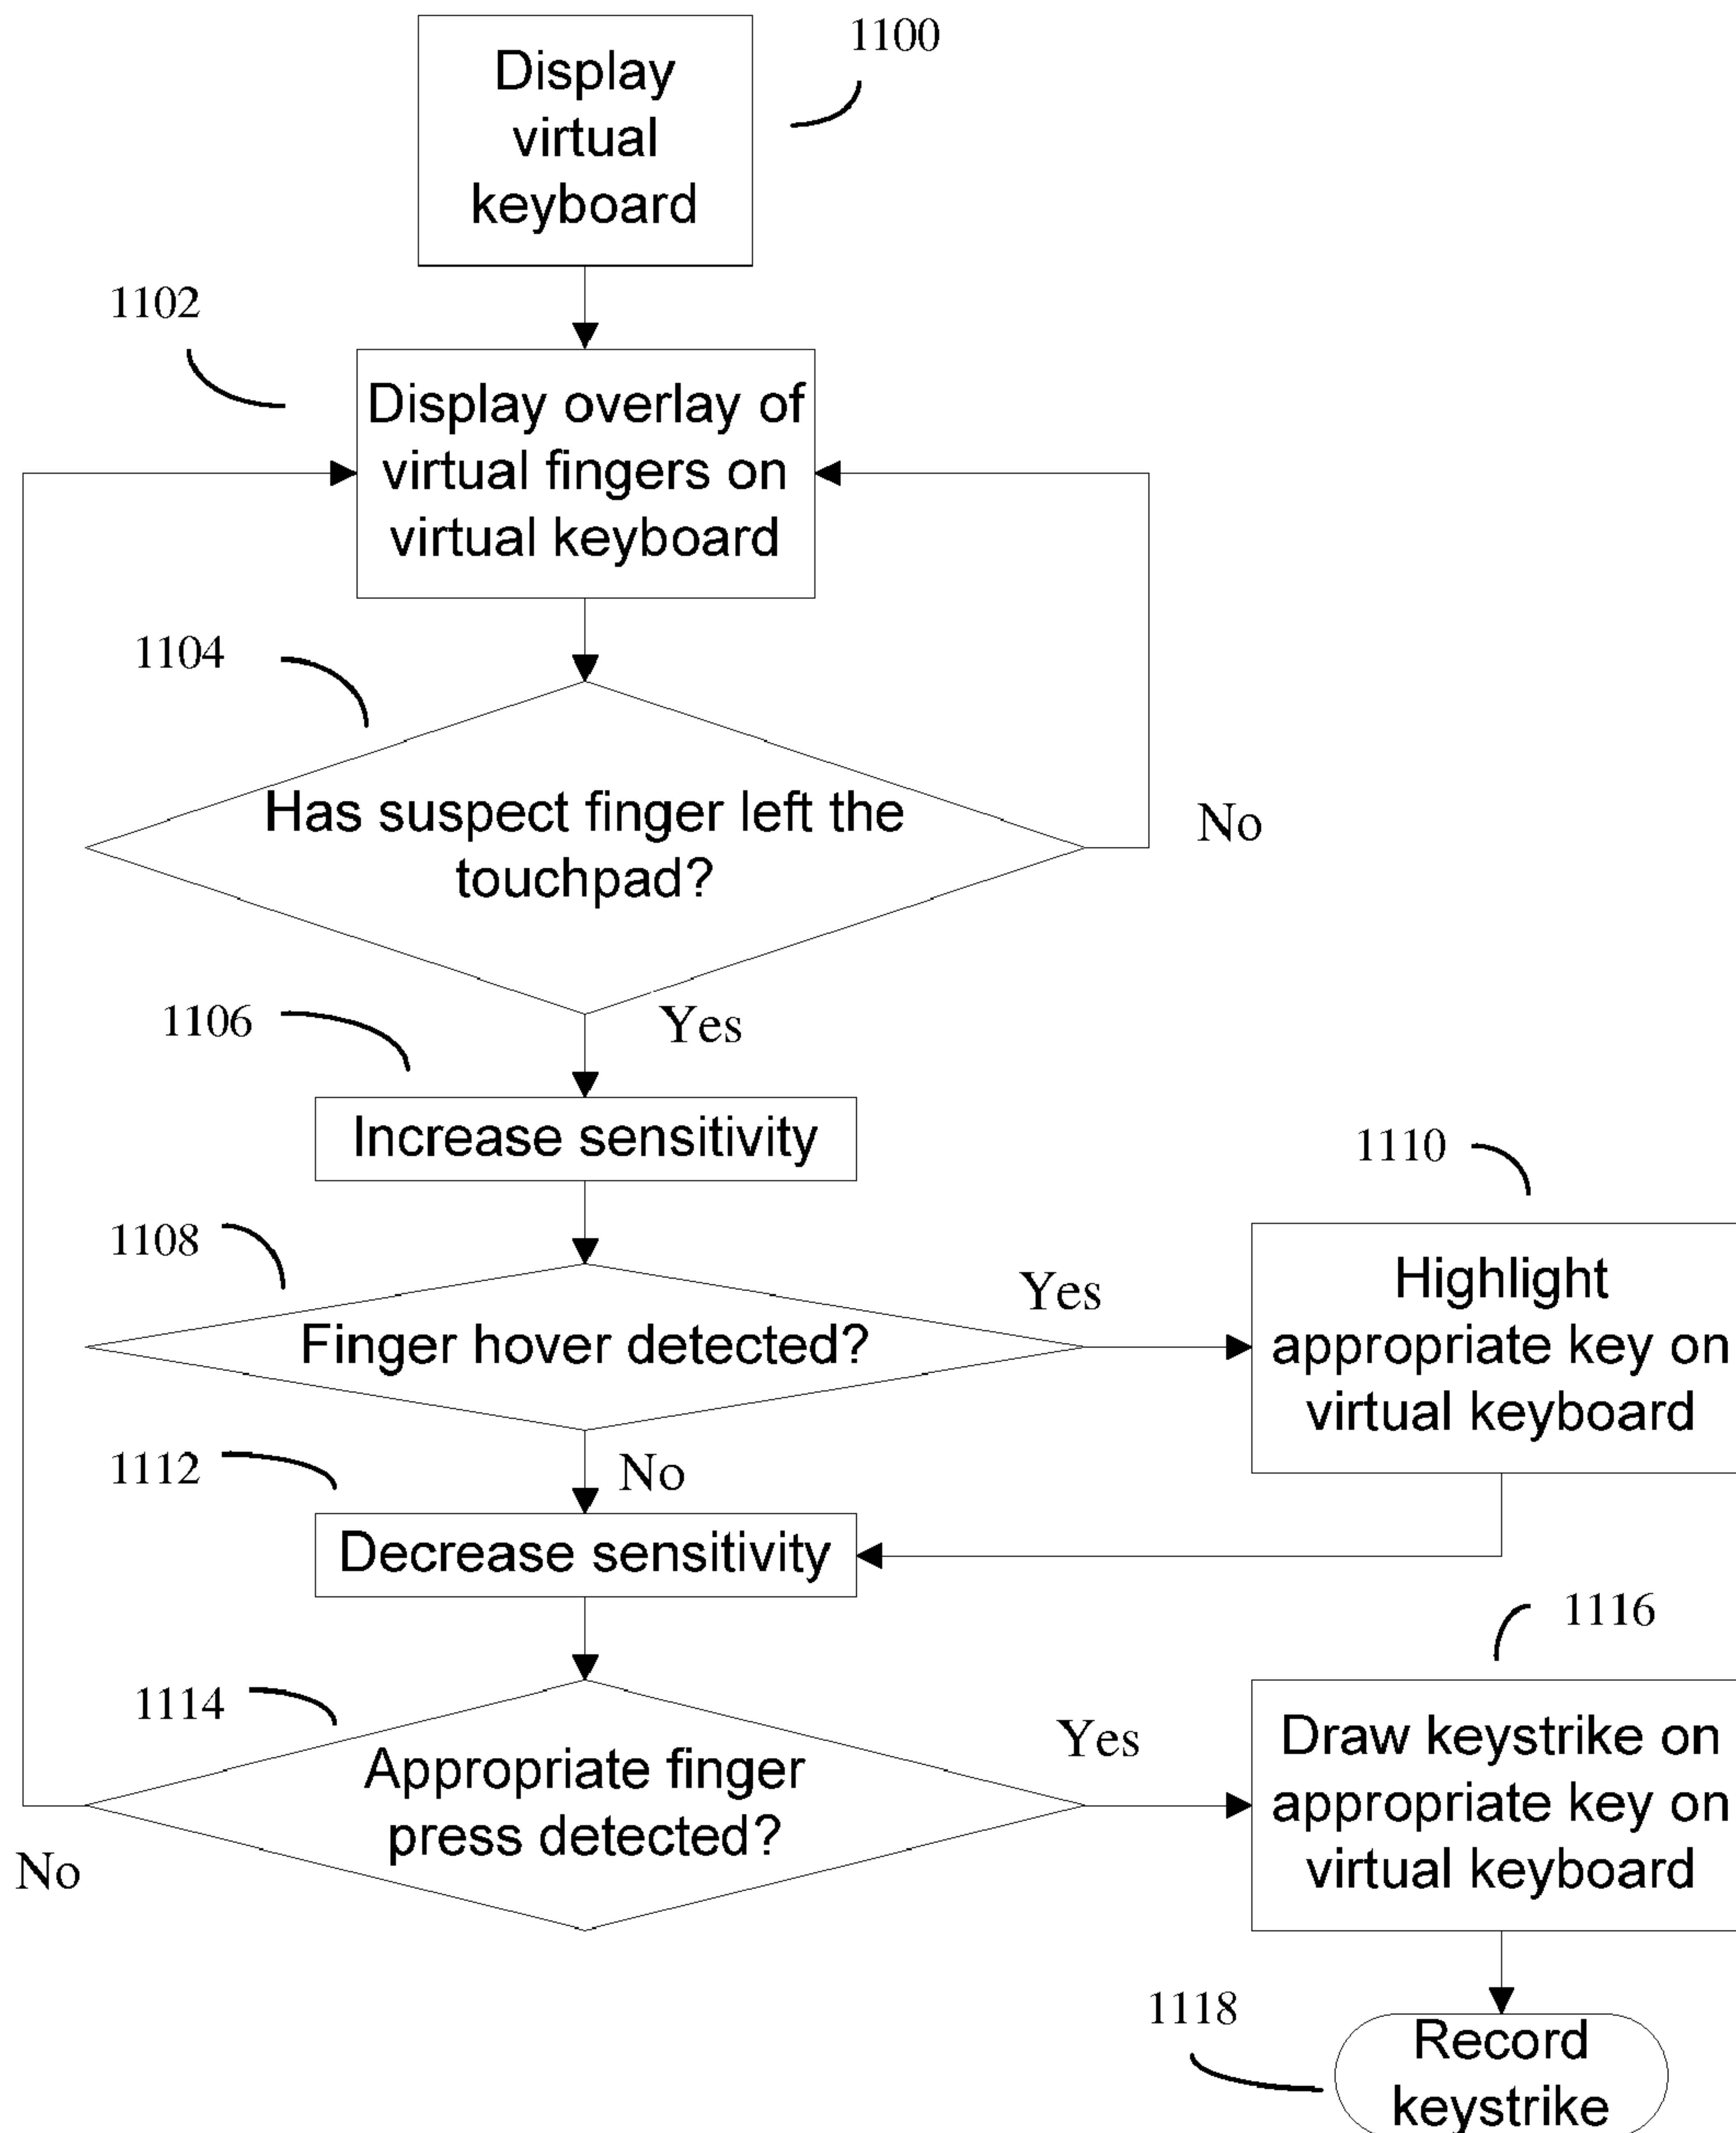 Display
virtual
keyboard
1100
1102
Display overlay of
virtual fingers on
virtual keyboard
1104
Has suspect finger left the
touchpad?
No
1106
Yes
Increase sensitivity
1108
Finger hover detected?
Yes
1110
Highlight
appropriate key on
virtual keyboard
1112
No
Decrease sensitivity
1114
Appropriate finger
press detected?
Yes
No
1116
Draw keystrike on
appropriate key on
virtual keyboard
1118
Record
keystrike